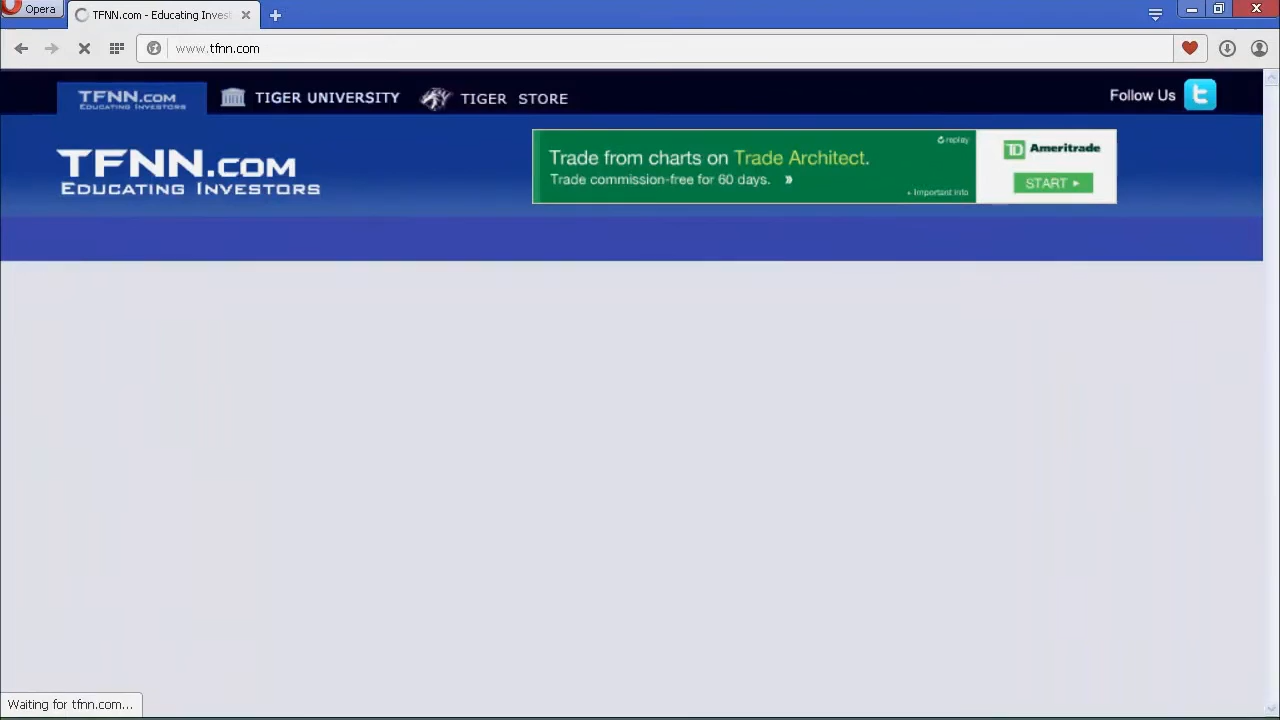 Opera
TFNN.com - Educating Invest
www.tfnn.com
TFNN.com
Educating Investors
TIGER UNIVERSITY
TIGER STORE
Follow Us
TFNN.com
Educating Investors
Trade from charts on Trade Architect.
Trade commission-free for 60 days. »
replay
+ Important Info
TD Ameritrade
START ►
Waiting for tfnn.com...